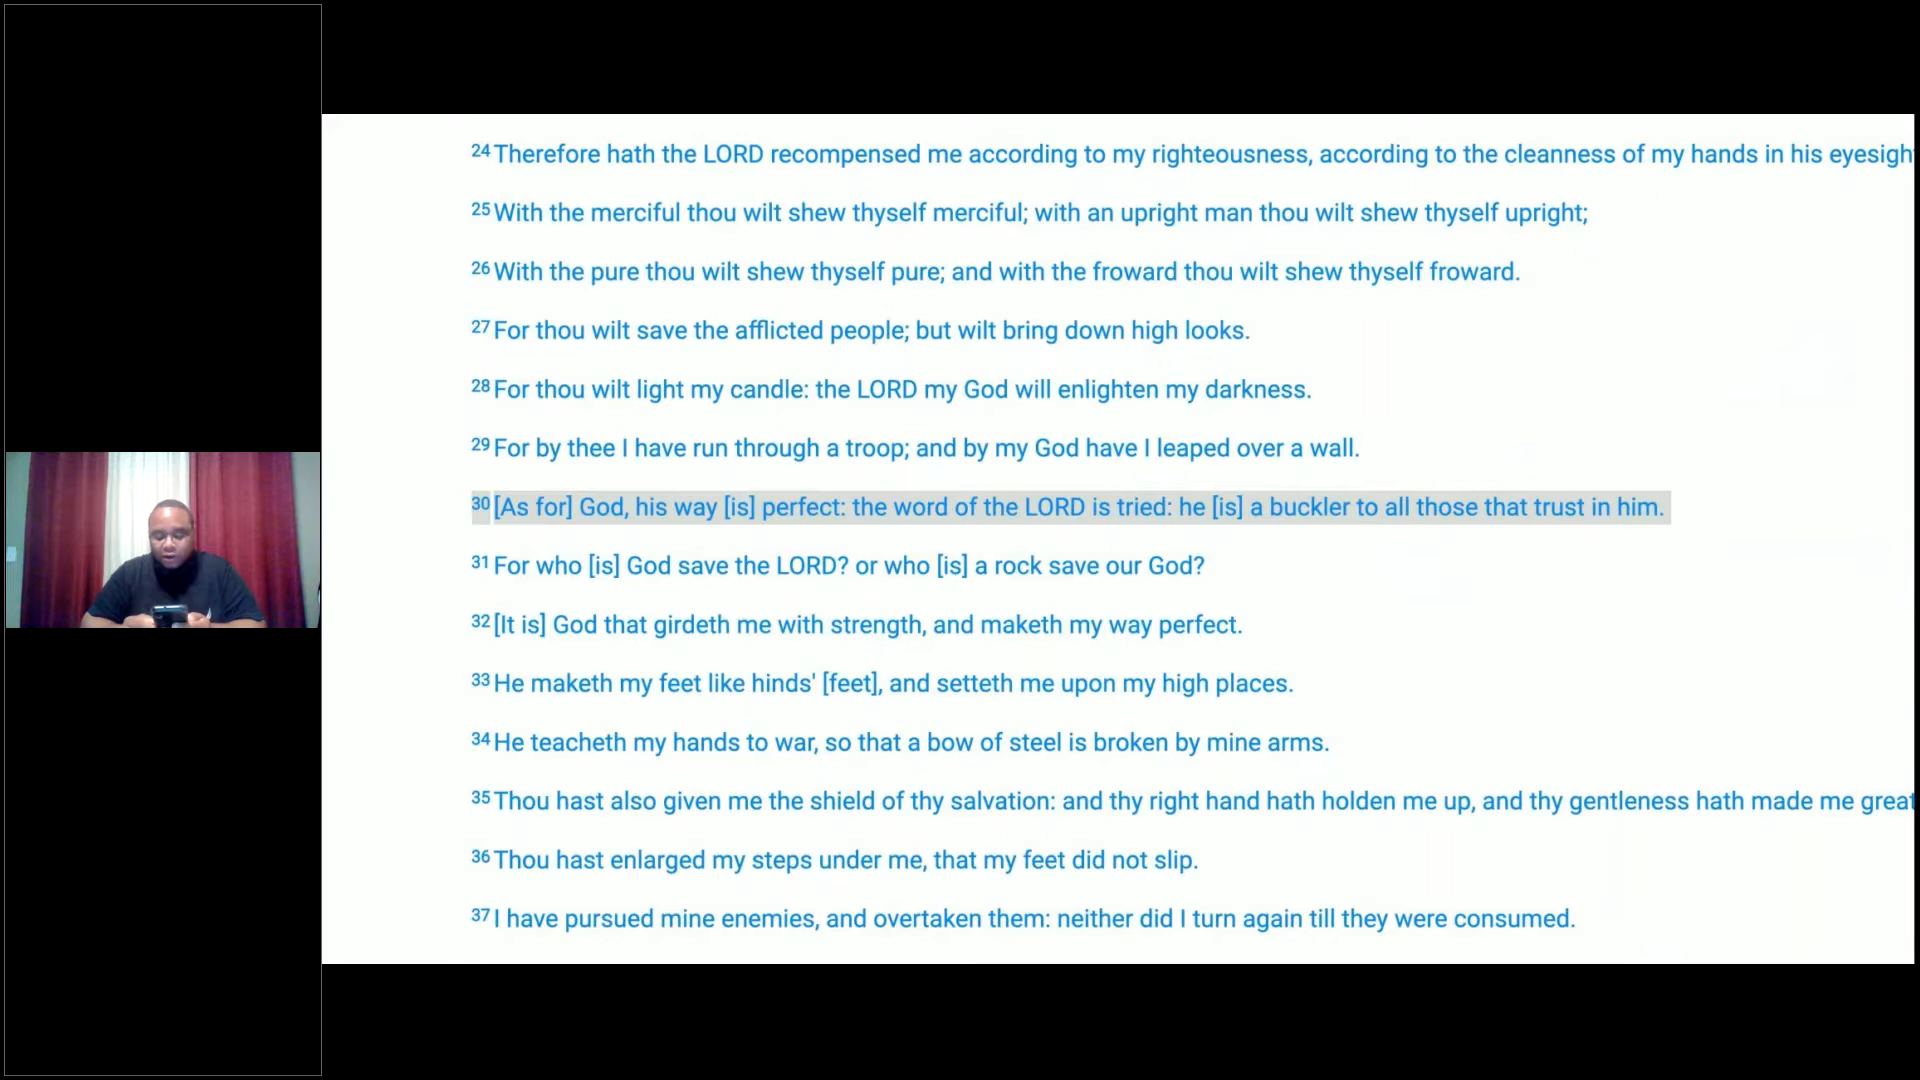 24 Therefore hath the LORD recompensed me according to my righteousness, according to the cleanness of my hands in his eyesigh
25 With the merciful thou wilt shew thyself merciful; with an upright man thou wilt shew thyself upright;
26 With the pure thou wilt shew thyself pure; and with the froward thou wilt shew thyself froward.
27 For thou wilt save the afflicted people; but wilt bring down high looks.
28 For thou wilt light my candle: the LORD my God will enlighten my darkness.
29 For by thee I have run through a troop; and by my God have I leaped over a wall.
30 [As for] God, his way [is] perfect: the word of the LORD is tried: he [is] a buckler to all those that trust in him.
31 For who [is] God save the LORD? or who [is] a rock save our God?
32 [It is] God that girdeth me with strength, and maketh my way perfect.
33 He maketh my feet like hinds' [feet], and setteth me upon my high places.
34 He teacheth my hands to war, so that a bow of steel is broken by mine arms.
35 Thou hast also given me the shield of thy salvation: and thy right hand hath holden me up, and thy gentleness hath made me great
36 Thou hast enlarged my steps under me, that my feet did not slip.
37 I have pursued mine enemies, and overtaken them: neither did I turn again till they were consumed.